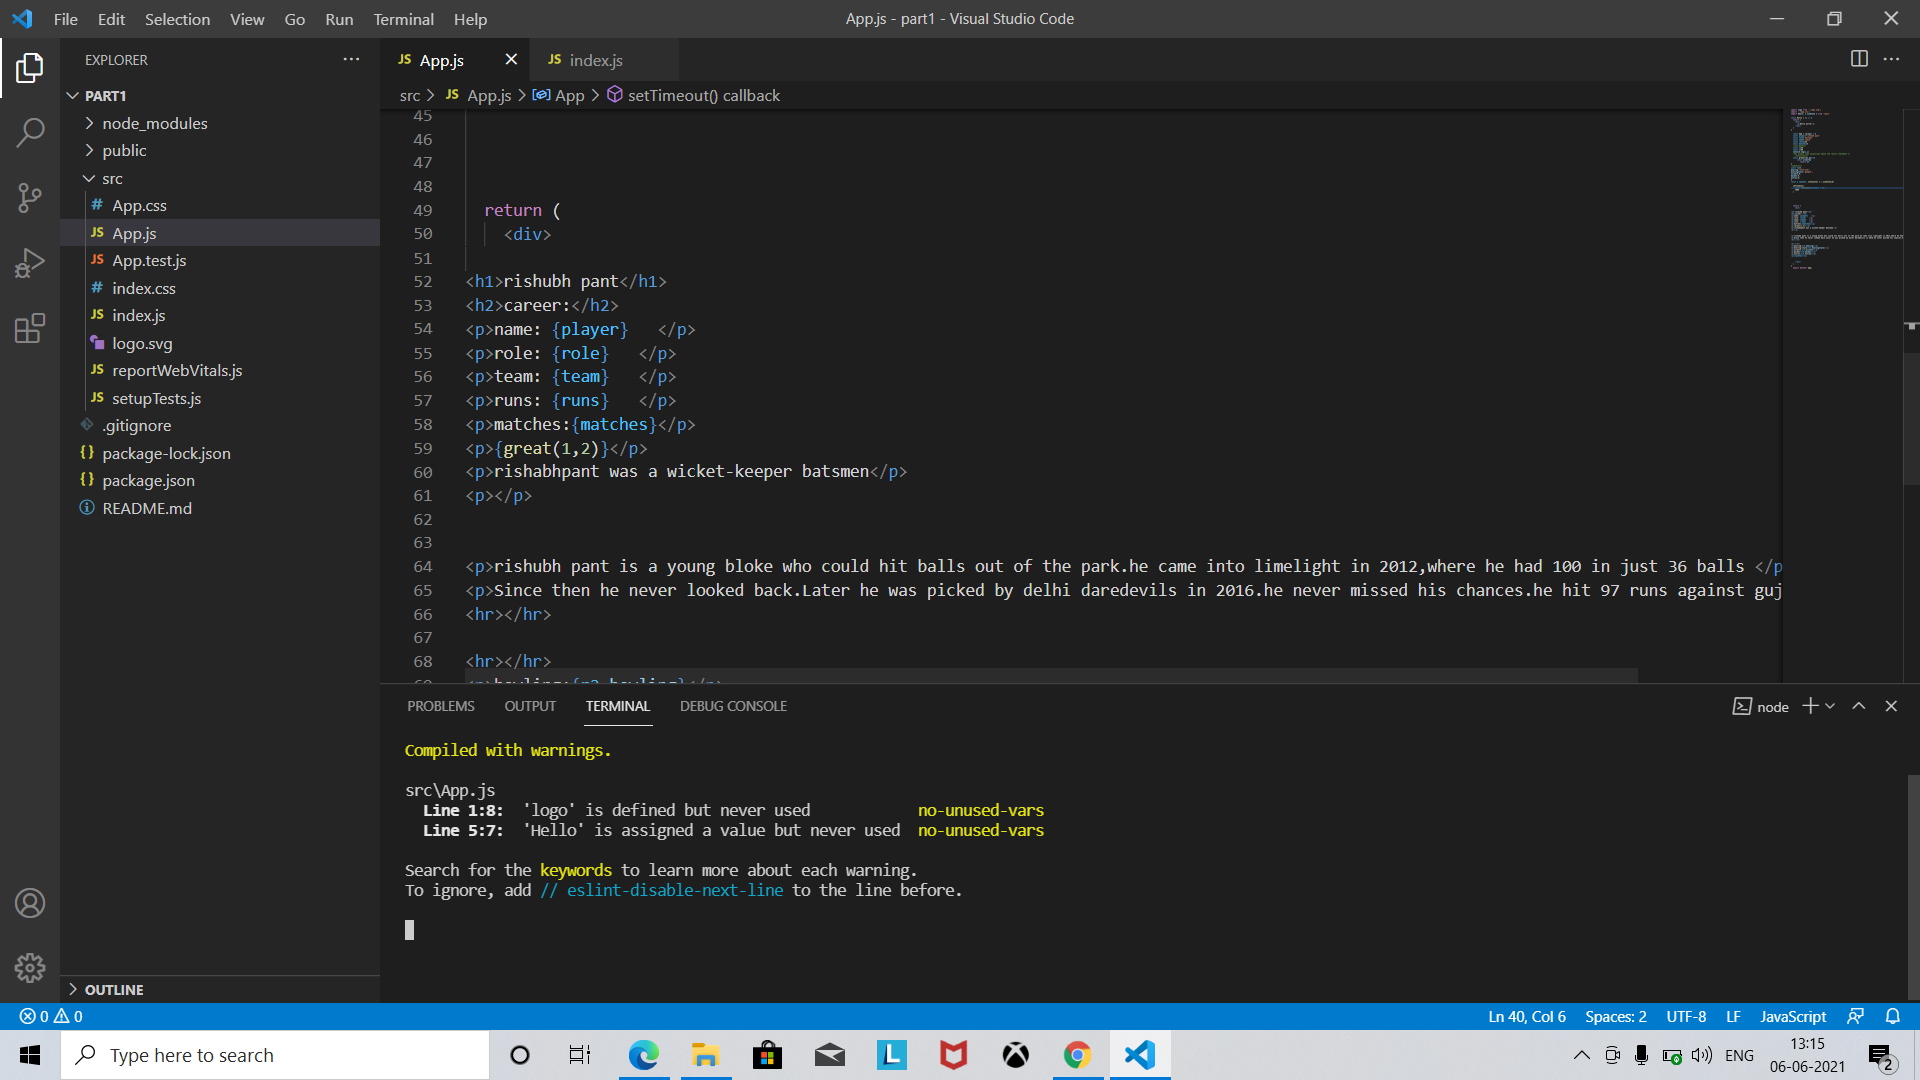 File Edit Selection View Go Run Terminal Help
App.js - part1 - Visual Studio Code
EXPLORER
PART1
node_modules
public
src
# App.css
JS App.js
JS App.test.js
# index.css
JS index.js
logo.svg
JS reportWebVitals.js
JS setupTests.js
.gitignore
{} package-lock.json
{} package.json
README.md
OUTLINE
JS App.js
JS index.js
src > JS App.js > App > setTimeout() callback
45
46
47
48
49 return (
50 <div>
51
52 <h1>rishubh pant</h1>
53 <h2>career:</h2>
54 <p>name: {player}   </p>
55 <p>role: {role}   </p>
56 <p>team: {team}   </p>
57 <p>runs: {runs}   </p>
58 <p>matches:{matches}</p>
59 <p>{great(1,2)}</p>
60 <p>rishabhpant was a wicket-keeper batsmen</p>
61 <p></p>
62
63
64 <p>rishubh pant is a young bloke who could hit balls out of the park.he came into limelight in 2012,where he had 100 in just 36 balls </p
65 <p>Since then he never looked back.Later he was picked by delhi daredevils in 2016.he never missed his chances.he hit 97 runs against guj
66 <hr></hr>
67
68 <hr></hr>
PROBLEMS OUTPUT TERMINAL DEBUG CONSOLE
node
Compiled with warnings.
src\App.js
Line 1:8: 'logo' is defined but never used no-unused-vars
Line 5:7: 'Hello' is assigned a value but never used no-unused-vars
Search for the keywords to learn more about each warning.
To ignore, add // eslint-disable-next-line to the line before.
0 0
Ln 40, Col 6 Spaces: 2 UTF-8 LF JavaScript
Type here to search
L
ENG
13:15
06-06-2021
2